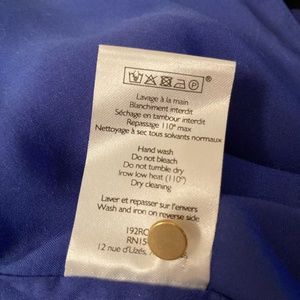 Lavage à la main
Blanchiment interdit
Séchage en tambour interdit
Repassage 110° max
Nettoyage à sec tous solvants normaux
Hand wash
Do not bleach
Do not tumble dry
Irow low heat (110°)
Dry cleaning
Laver et repasser sur l'envers
Wash and iron on reverse side
192RO
RN15
12 rue d'Uzès,